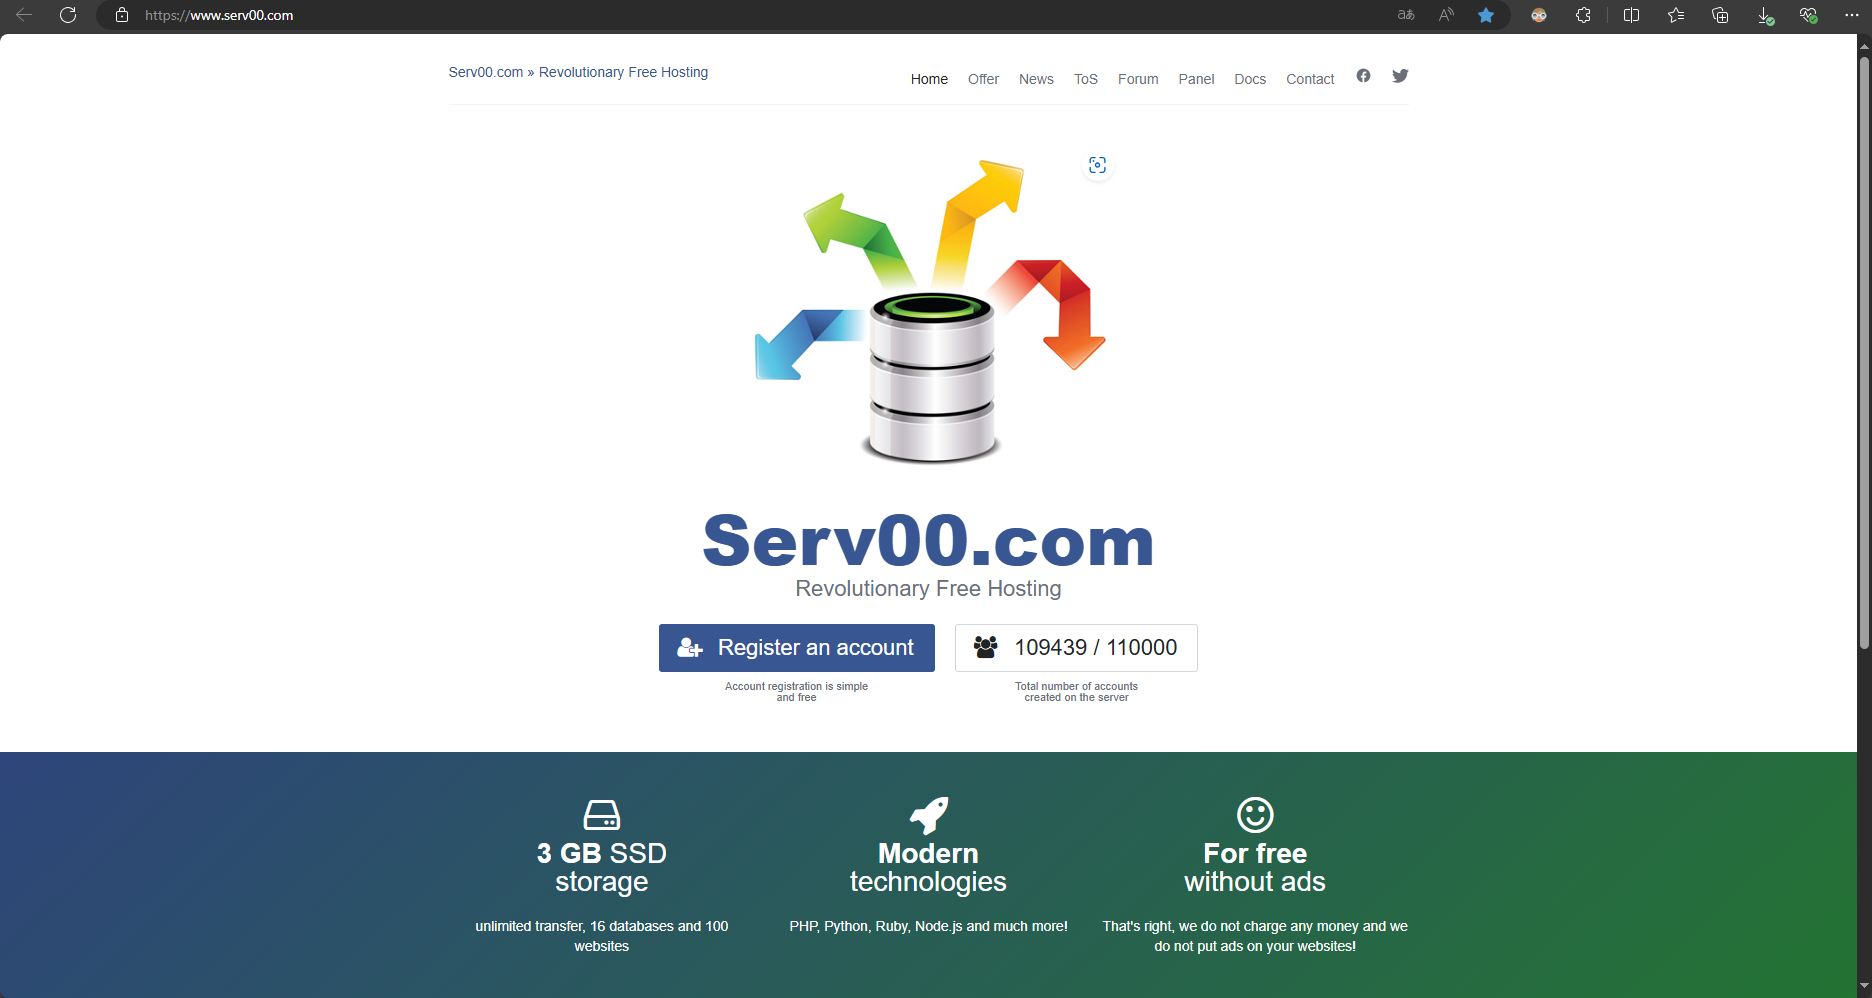 https://www.serv00.com
Serv00.com » Revolutionary Free Hosting
Home Offer News ToS Forum Panel Docs Contact
Serv00.com
Revolutionary Free Hosting
Register an account
109439 / 110000
Account registration is simple
and free
Total number of accounts
created on the server
3 GB SSD
storage
unlimited transfer, 16 databases and 100
websites
Modern
technologies
PHP, Python, Ruby, Node.js and much more!
For free
without ads
That's right, we do not charge any money and we
do not put ads on your websites!